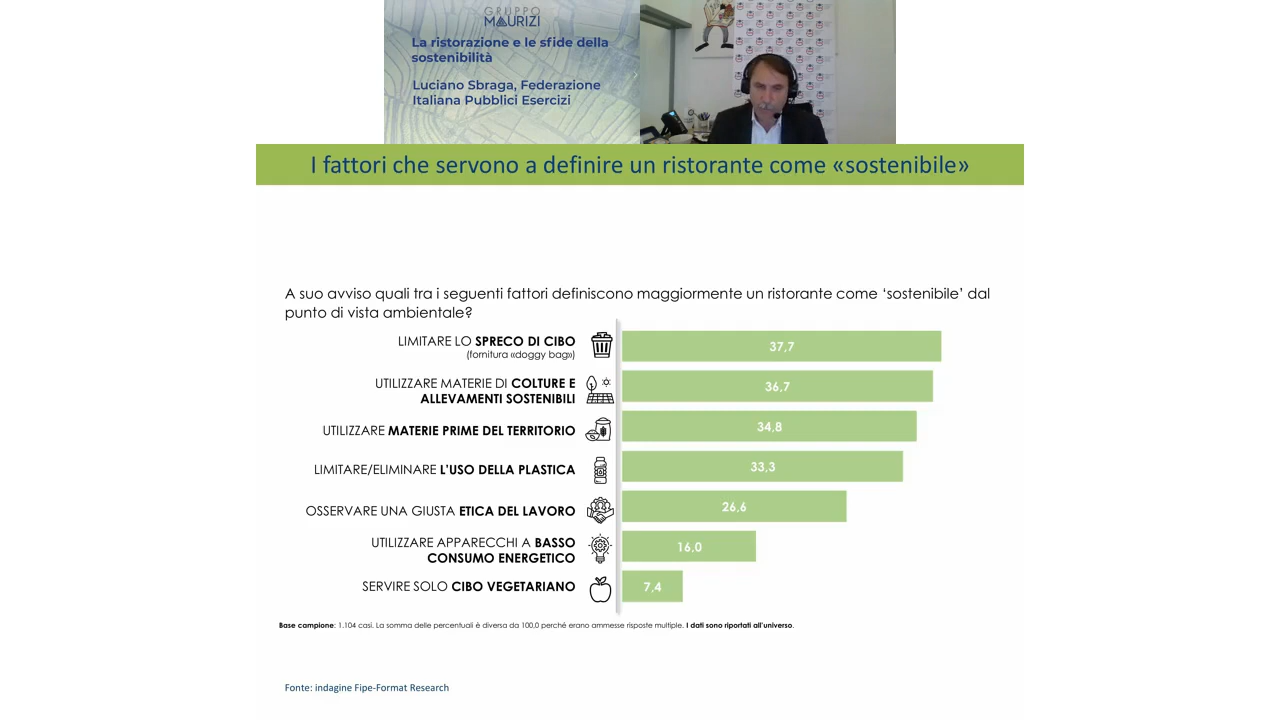 GRUPPO
MAURIZI
La ristorazione e le sfide della
sostenibilità
Luciano Sbraga, Federazione
Italiana Pubblici Esercizi
I fattori che servono a definire un ristorante come «sostenibile»
A suo avviso quali tra i seguenti fattori definiscono maggiormente un ristorante come ‘sostenibile’ dal
punto di vista ambientale?
LIMITARE LO SPRECO DI CIBO
(fornitura «doggy bag»)
37,7
UTILIZZARE MATERIE DI COLTURE E
ALLEVAMENTI SOSTENIBILI
36,7
UTILIZZARE MATERIE PRIME DEL TERRITORIO
34,8
LIMITARE/ELIMINARE L’USO DELLA PLASTICA
33,3
OSSERVARE UNA GIUSTA ETICA DEL LAVORO
26,6
UTILIZZARE APPARECCHI A BASSO
CONSUMO ENERGETICO
16,0
SERVIRE SOLO CIBO VEGETARIANO
7,4
Base campione: 1.104 casi. La somma delle percentuali è diversa da 100,0 perché erano ammesse risposte multiple. I dati sono riportati all’universo.
Fonte: indagine Fipe-Format Research